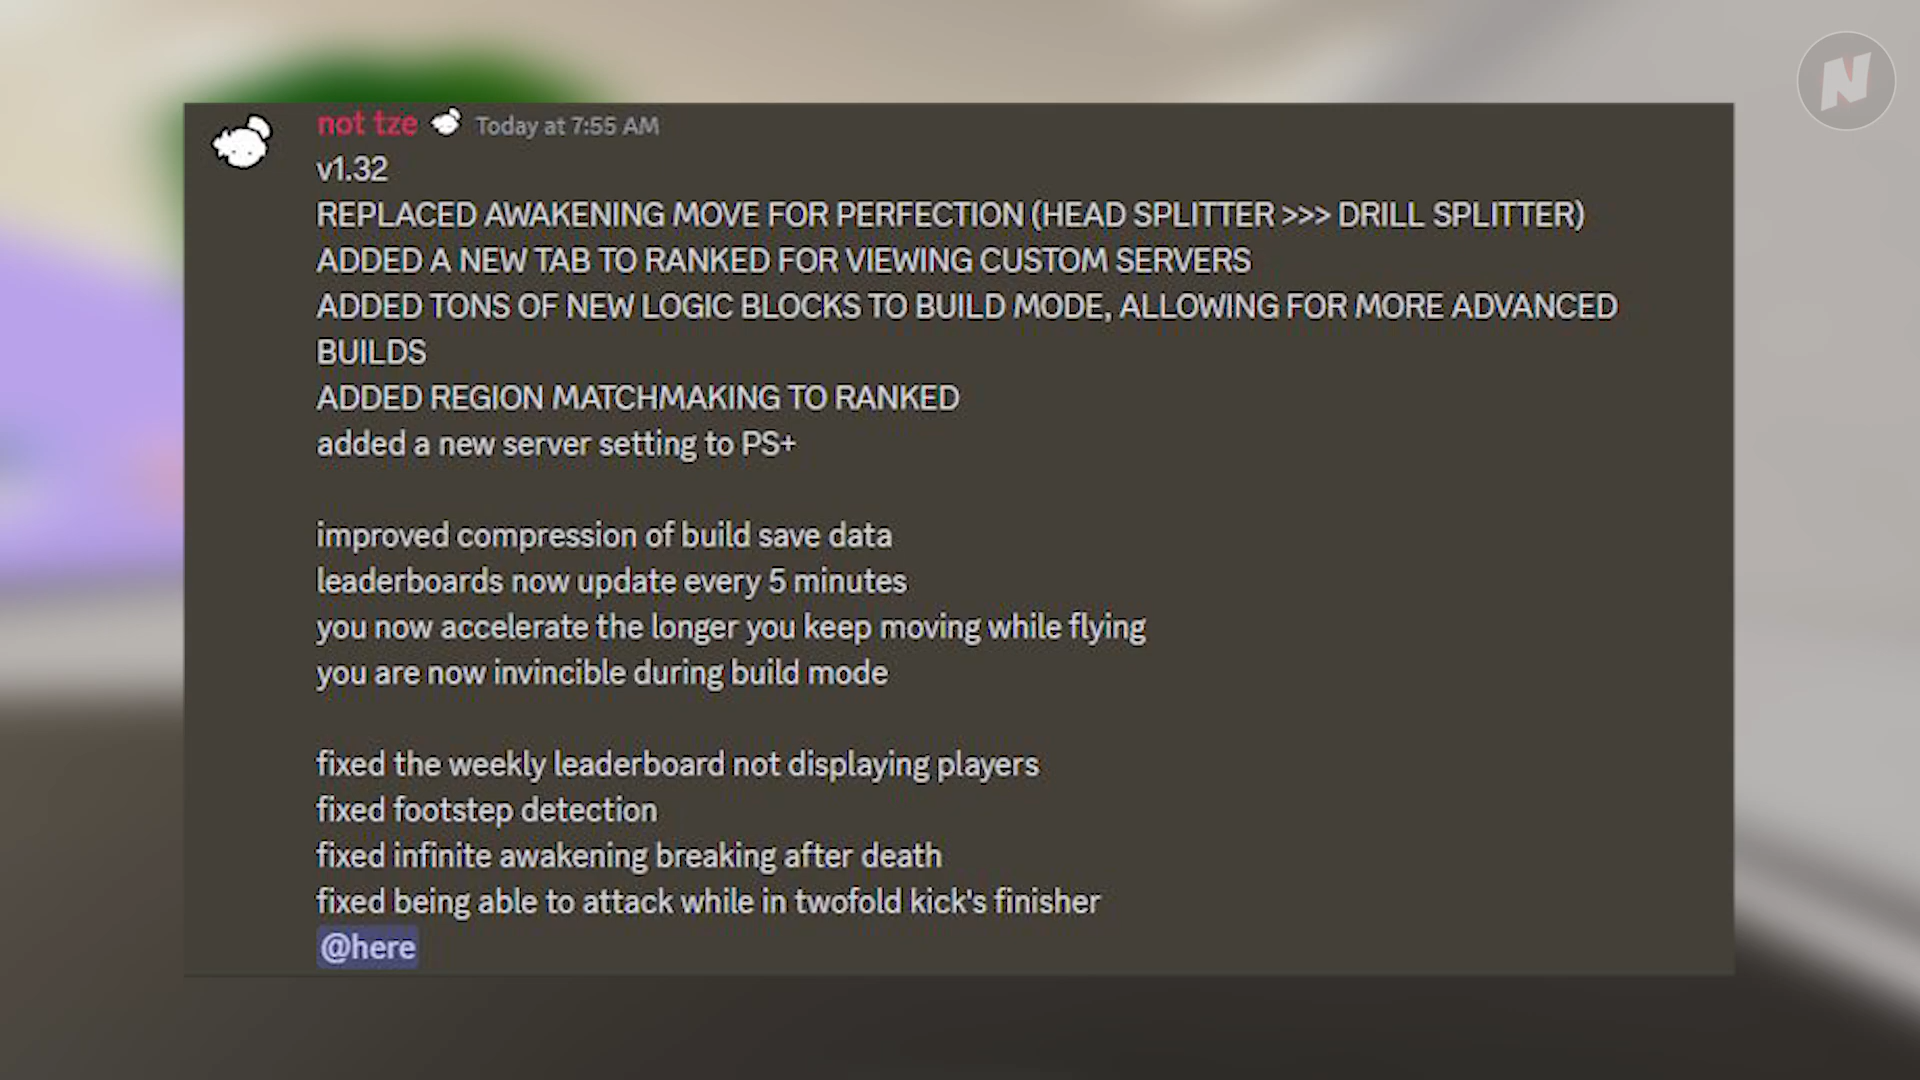 not tze Today at 7:55 AM
v1.32
REPLACED AWAKENING MOVE FOR PERFECTION (HEAD SPLITTER >>> DRILL SPLITTER)
ADDED A NEW TAB TO RANKED FOR VIEWING CUSTOM SERVERS
ADDED TONS OF NEW LOGIC BLOCKS TO BUILD MODE, ALLOWING FOR MORE ADVANCED
BUILDS
ADDED REGION MATCHMAKING TO RANKED
added a new server setting to PS+
improved compression of build save data
leaderboards now update every 5 minutes
you now accelerate the longer you keep moving while flying
you are now invincible during build mode
fixed the weekly leaderboard not displaying players
fixed footstep detection
fixed infinite awakening breaking after death
fixed being able to attack while in twofold kick's finisher
@here
N